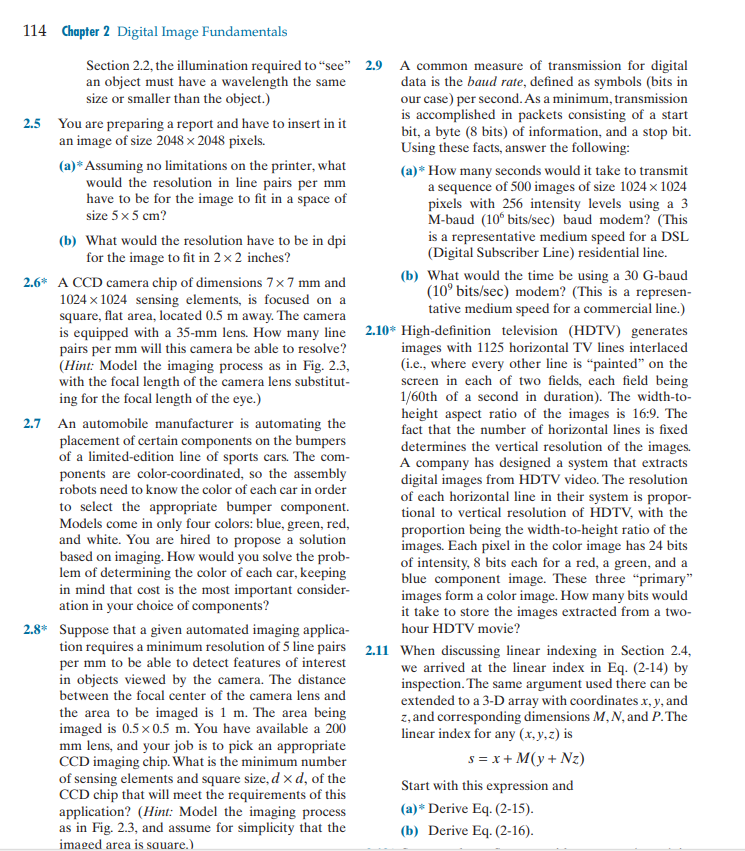 114 Chapter 2 Digital Image Fundamentals
Section 2.2, the illumination required to “see”
an object must have a wavelength the same
size or smaller than the object.)
2.5 You are preparing a report and have to insert in it
an image of size 2048 × 2048 pixels.
(a)* Assuming no limitations on the printer, what
would the resolution in line pairs per mm
have to be for the image to fit in a space of
size 5 × 5 cm?
(b) What would the resolution have to be in dpi
for the image to fit in 2 × 2 inches?
2.6* A CCD camera chip of dimensions 7 × 7 mm and
1024 × 1024 sensing elements, is focused on a
square, flat area, located 0.5 m away. The camera
is equipped with a 35-mm lens. How many line
pairs per mm will this camera be able to resolve?
(Hint: Model the imaging process as in Fig. 2.3,
with the focal length of the camera lens substitut-
ing for the focal length of the eye.)
2.7 An automobile manufacturer is automating the
placement of certain components on the bumpers
of a limited-edition line of sports cars. The com-
ponents are color-coordinated, so the assembly
robots need to know the color of each car in order
to select the appropriate bumper component.
Models come in only four colors: blue, green, red,
and white. You are hired to propose a solution
based on imaging. How would you solve the prob-
lem of determining the color of each car, keeping
in mind that cost is the most important consider-
ation in your choice of components?
2.8* Suppose that a given automated imaging applica-
tion requires a minimum resolution of 5 line pairs
per mm to be able to detect features of interest
in objects viewed by the camera. The distance
between the focal center of the camera lens and
the area to be imaged is 1 m. The area being
imaged is 0.5 × 0.5 m. You have available a 200
mm lens, and your job is to pick an appropriate
CCD imaging chip. What is the minimum number
of sensing elements and square size, d × d, of the
CCD chip that will meet the requirements of this
application? (Hint: Model the imaging process
as in Fig. 2.3, and assume for simplicity that the
imaged area is square.)
2.9 A common measure of transmission for digital
data is the baud rate, defined as symbols (bits in
our case) per second. As a minimum, transmission
is accomplished in packets consisting of a start
bit, a byte (8 bits) of information, and a stop bit.
Using these facts, answer the following:
(a)* How many seconds would it take to transmit
a sequence of 500 images of size 1024 × 1024
pixels with 256 intensity levels using a 3
M-baud (10⁶ bits/sec) baud modem? (This
is a representative medium speed for a DSL
(Digital Subscriber Line) residential line.
(b) What would the time be using a 30 G-baud
(10⁹ bits/sec) modem? (This is a represen-
tative medium speed for a commercial line.)
2.10* High-definition television (HDTV) generates
images with 1125 horizontal TV lines interlaced
(i.e., where every other line is “painted” on the
screen in each of two fields, each field being
1/60th of a second in duration). The width-to-
height aspect ratio of the images is 16:9. The
fact that the number of horizontal lines is fixed
determines the vertical resolution of the images.
A company has designed a system that extracts
digital images from HDTV video. The resolution
of each horizontal line in their system is propor-
tional to vertical resolution of HDTV, with the
proportion being the width-to-height ratio of the
images. Each pixel in the color image has 24 bits
of intensity, 8 bits each for a red, a green, and a
blue component image. These three “primary”
images form a color image. How many bits would
it take to store the images extracted from a two-
hour HDTV movie?
2.11 When discussing linear indexing in Section 2.4,
we arrived at the linear index in Eq. (2-14) by
inspection. The same argument used there can be
extended to a 3-D array with coordinates x, y, and
z, and corresponding dimensions M, N, and P. The
linear index for any (x, y, z) is
s = x + M(y + Nz)
Start with this expression and
(a)* Derive Eq. (2-15).
(b) Derive Eq. (2-16).